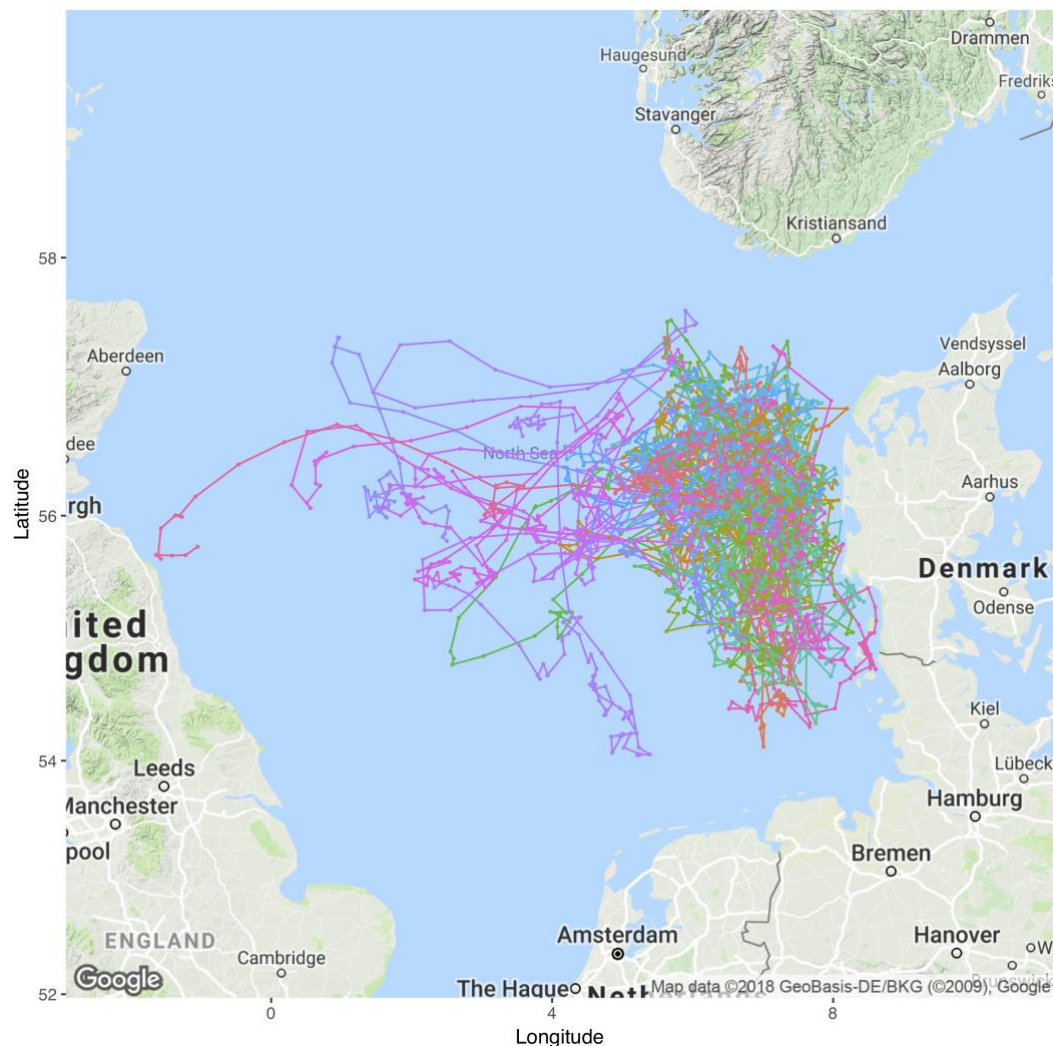 Haugesund
Drammen
Fredriks
Stavanger
Kristiansand
58
Vendsyssel
Aalborg
Aberdeen
North Sea
dee
Aarhus
56
rgh
Latitude
Denmark
Odense
ited
gdom
Kiel
54
Lübeck
Leeds
Manchester
Hamburg
pool
Bremen
Amsterdam
Hanover
ENGLAND
W
Cambridge
Google
The Hague
Netherlands
Brunswick
Map data ©2018 GeoBasis-DE/BKG (©2009), Google
52
0
4
8
Longitude